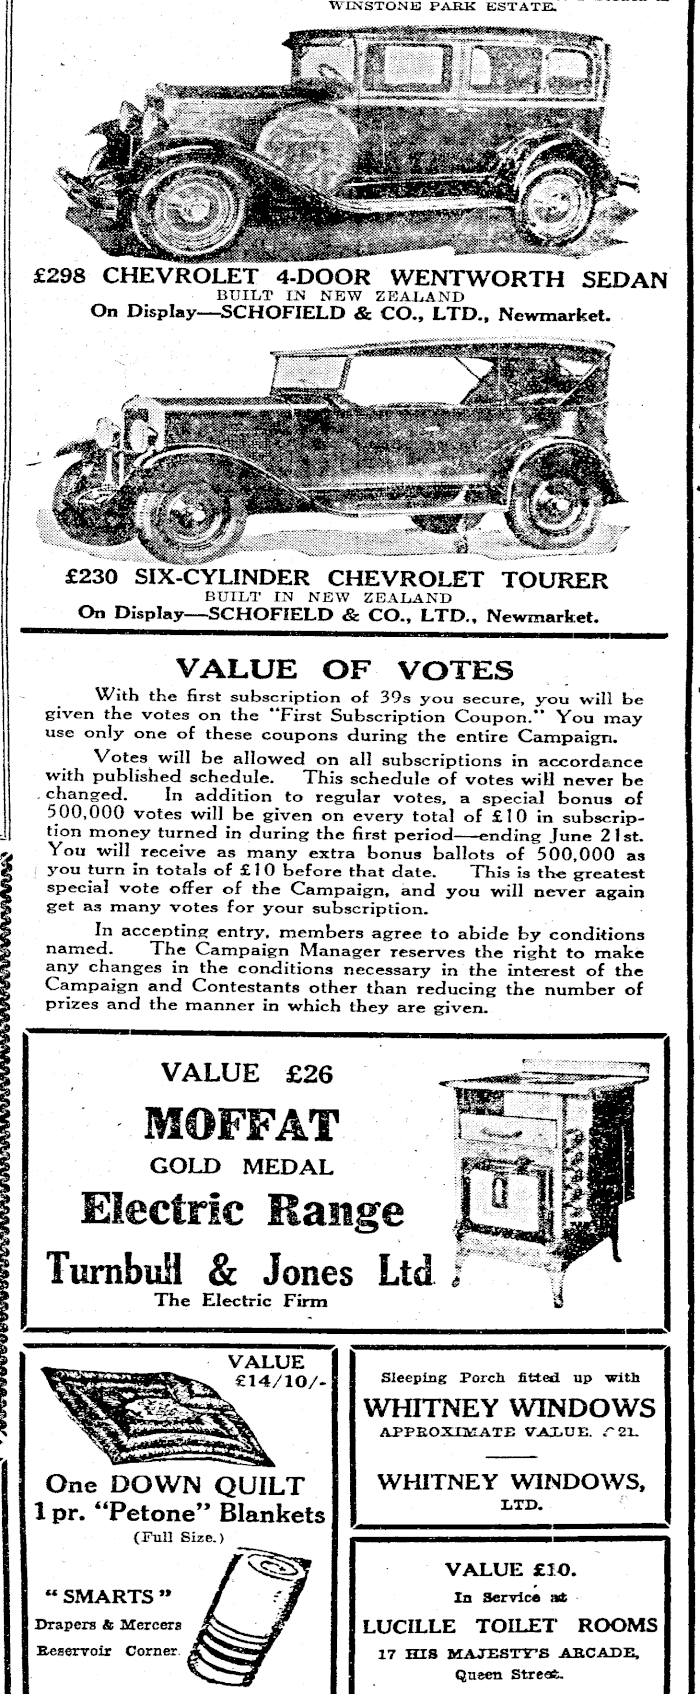 WINSTONE PARK ESTATE.
£298 CHEVROLET 4-DOOR WENTWORTH SEDAN
BUILT IN NEW ZEALAND
On Display—SCHOFIELD & CO., LTD., Newmarket.
£230 SIX-CYLINDER CHEVROLET TOURER
BUILT IN NEW ZEALAND
On Display—SCHOFIELD & CO., LTD., Newmarket.
VALUE OF VOTES
With the first subscription of 39s you secure, you will be
given the votes on the "First Subscription Coupon." You may
use only one of these coupons during the entire Campaign.
Votes will be allowed on all subscriptions in accordance
with published schedule. This schedule of votes will never be
changed. In addition to regular votes, a special bonus of
500,000 votes will be given on every total of £10 in subscrip-
tion money turned in during the first period—ending June 21st.
You will receive as many extra bonus ballots of 500,000 as
you turn in totals of £10 before that date. This is the greatest
special vote offer of the Campaign, and you will never again
get as many votes for your subscription.
In accepting entry, members agree to abide by conditions
named. The Campaign Manager reserves the right to make
any changes in the conditions necessary in the interest of the
Campaign and Contestants other than reducing the number of
prizes and the manner in which they are given.
VALUE £26
MOFFAT
GOLD MEDAL
Electric Range
Turnbull & Jones Ltd
The Electric Firm
VALUE
£14/10/-
One DOWN QUILT
1 pr. "Petone" Blankets
(Full Size.)
"SMARTS"
Drapers & Mercers
Reservoir Corner
Sleeping Porch fitted up with
WHITNEY WINDOWS
APPROXIMATE VALUE. £21.
WHITNEY WINDOWS,
LTD.
VALUE £10.
In Service at
LUCILLE TOILET ROOMS
17 HIS MAJESTY'S ARCADE,
Queen Street.